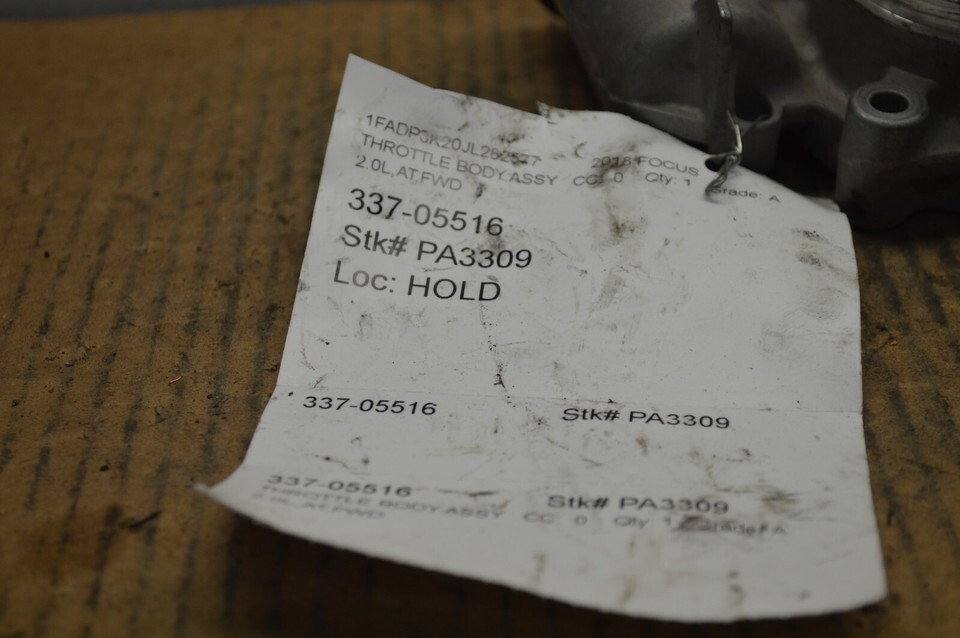 1FADP3K20JL282577 2018 FOCUS
THROTTLE BODY ASSY CC: 0 Qty: 1 Grade: A
2.0L,AT,FWD
337-05516
Stk# PA3309
Loc: HOLD
337-05516 Stk# PA3309
337-05516 Stk# PA3309
THROTTLE BODY ASSY CC 0 Qty 1 Grade: A
2.0L,AT,FWD